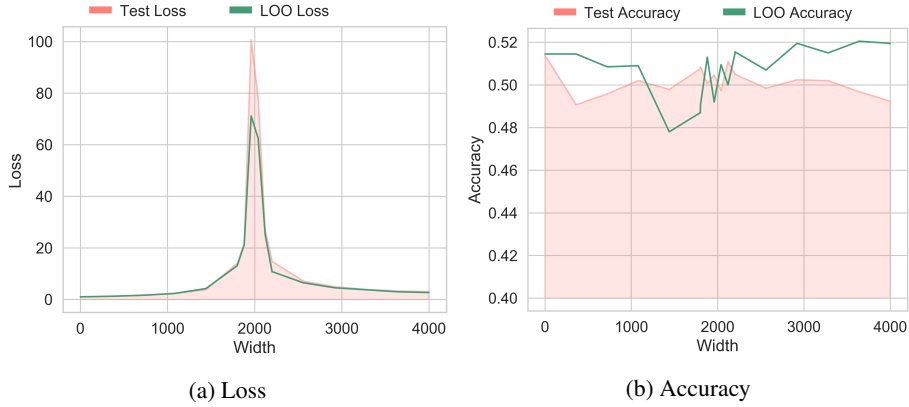 Test Loss LOO Loss
100
80
60
40
20
0
Loss
0 1000 2000 3000 4000
Width
(a) Loss
Test Accuracy LOO Accuracy
0.52
0.50
0.48
0.46
0.44
0.42
0.40
Accuracy
0 1000 2000 3000 4000
Width
(b) Accuracy